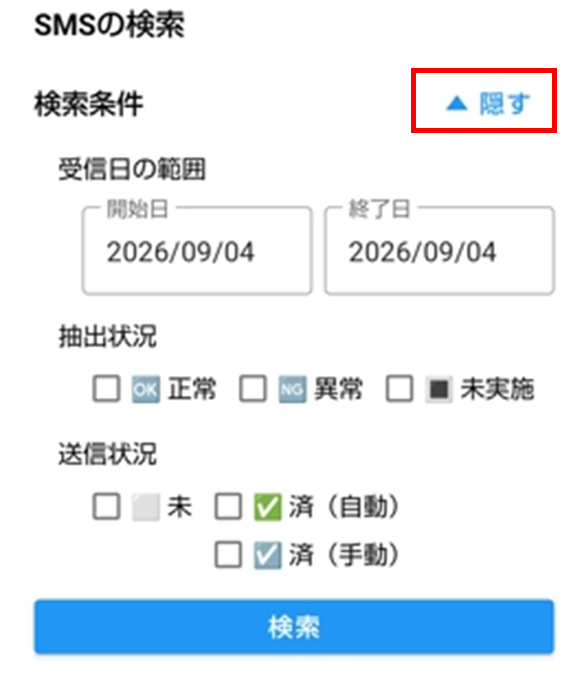 SMSの検索
検索条件
▲ 隠す
受信日の範囲
開始日
2026/09/04
終了日
2026/09/04
抽出状況
OK 正常 NG 異常 未実施
送信状況
未 済（自動）
済（手動）
検索